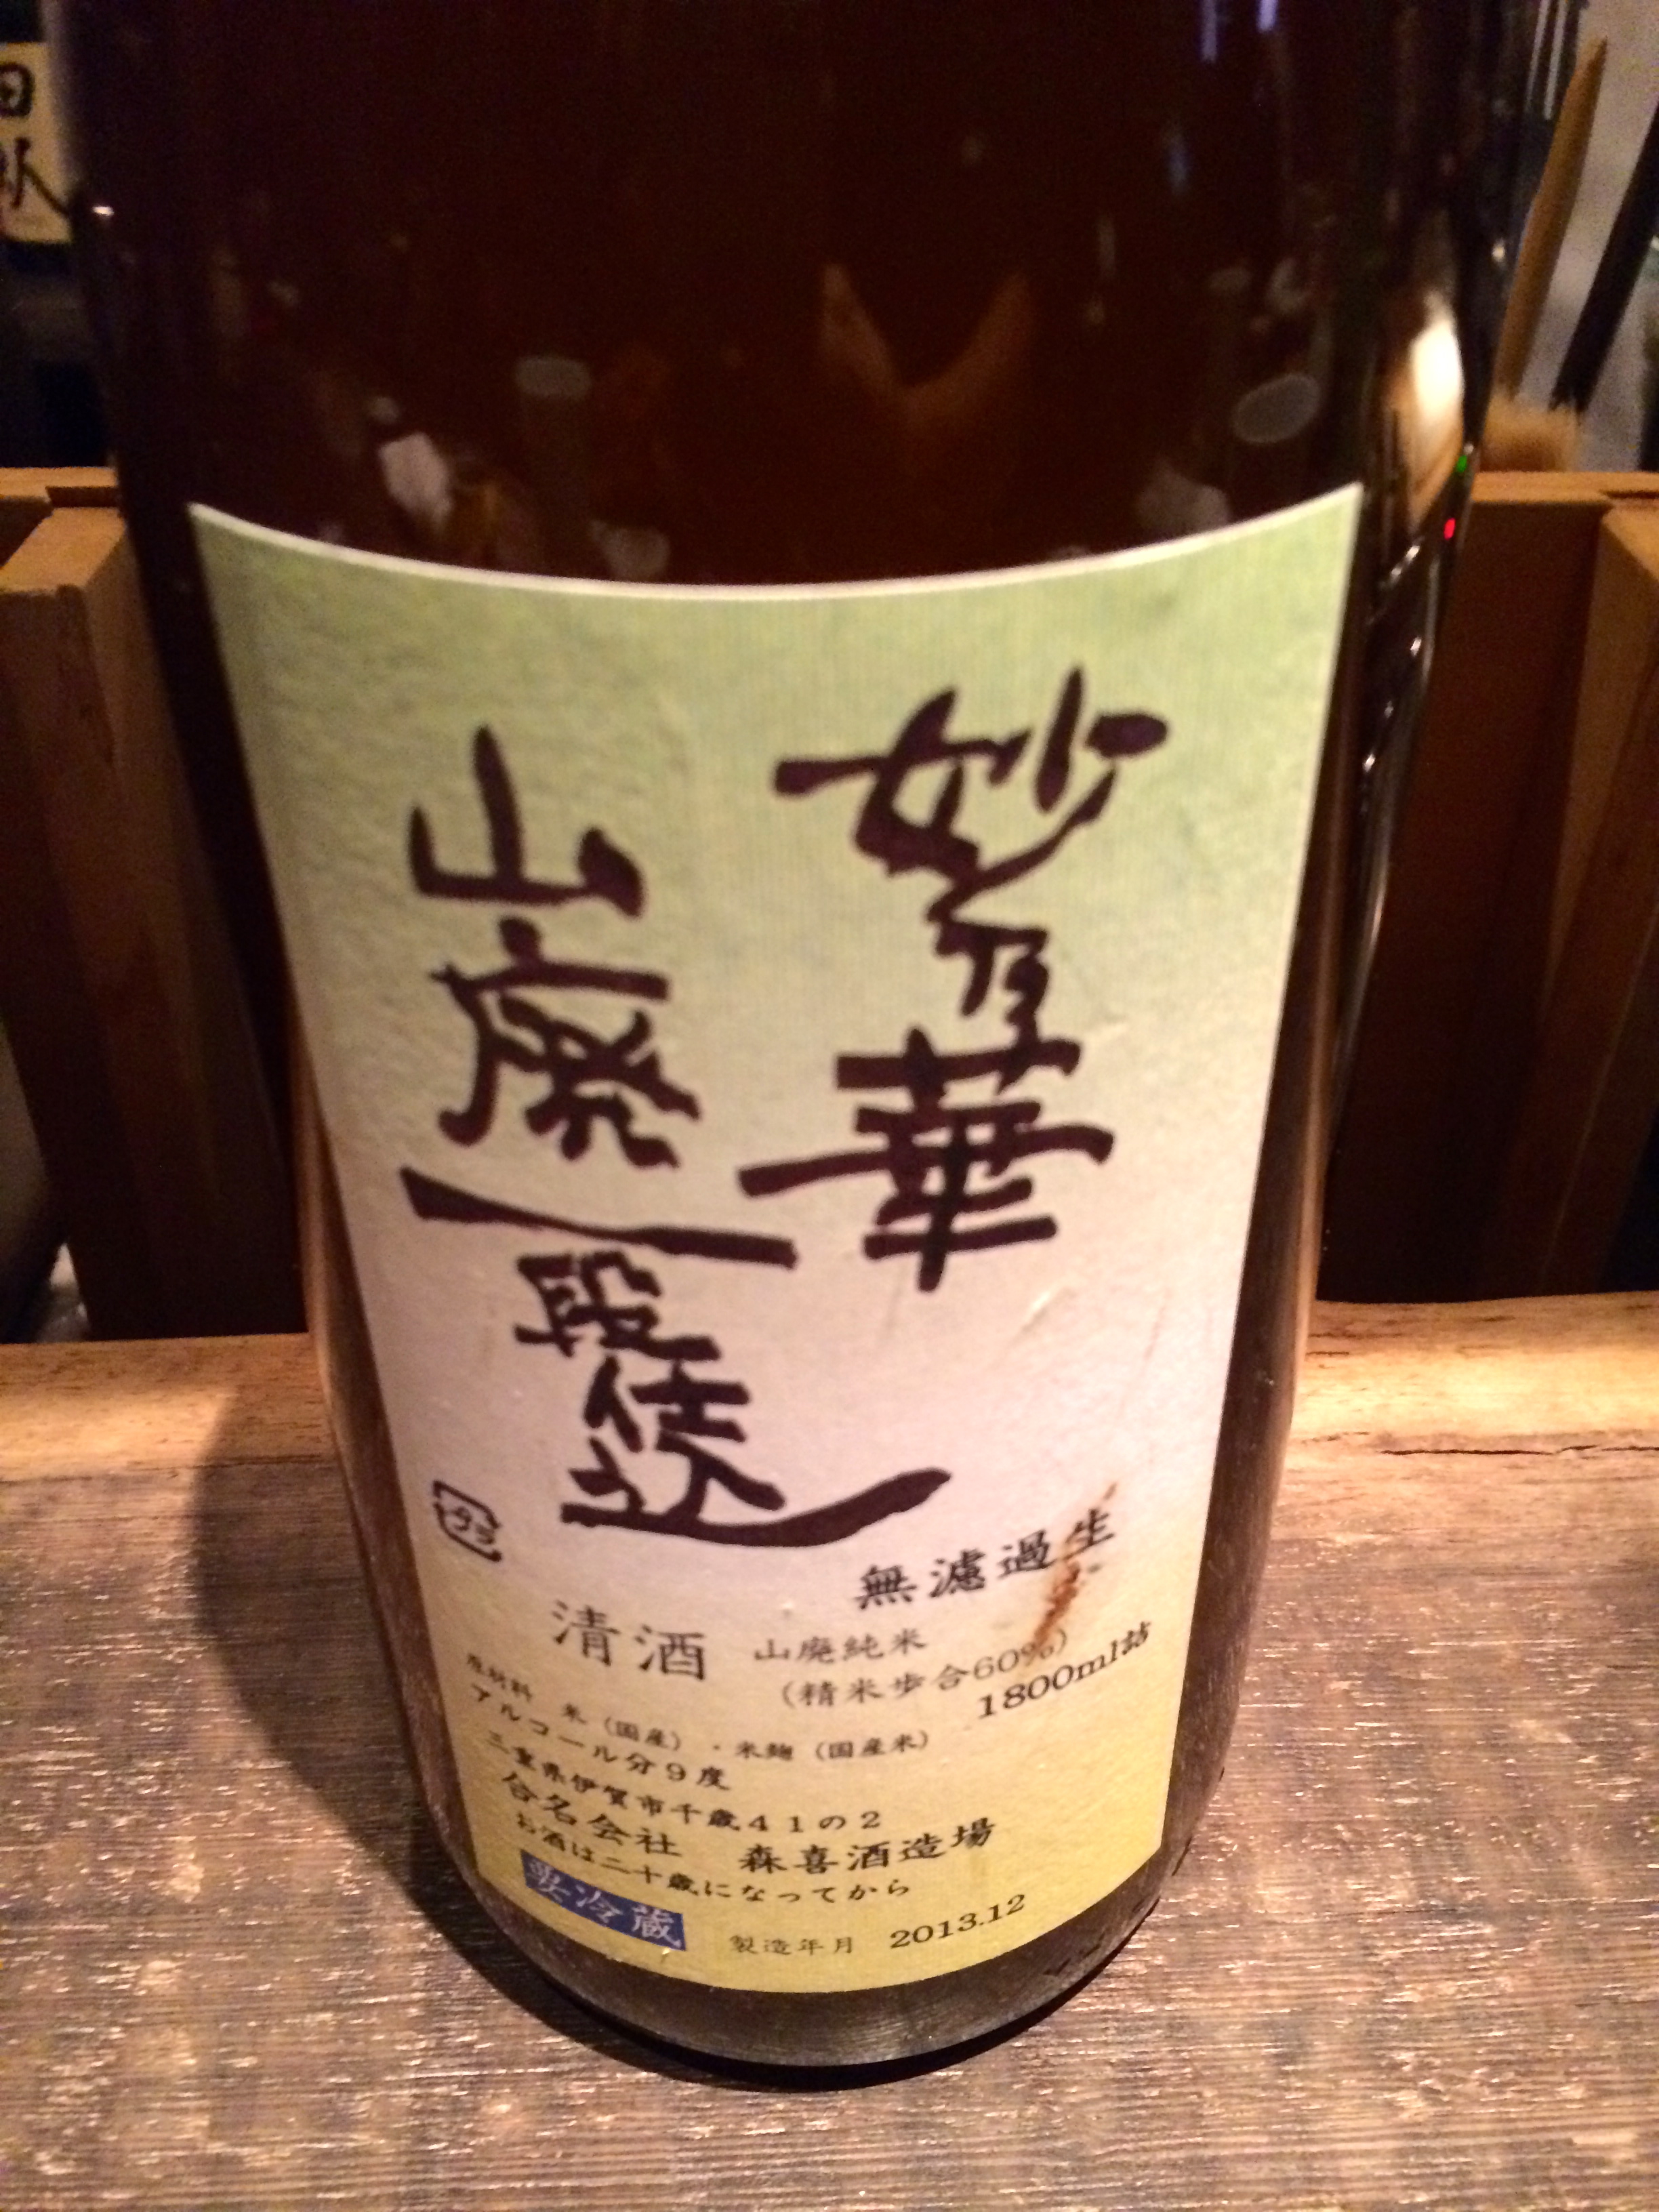 妙乃華
山廃一段仕込
無濾過生
ビタミ
清酒
山廃純米
(精米歩合60%)
1800ml詰
原材料 米(国産)・米麹(国産米)
アルコール分9度
三重県伊賀市千歳41の2
合名会社 森喜酒造場
お酒は二十歳になってから
要冷蔵
製造年月 2013.12